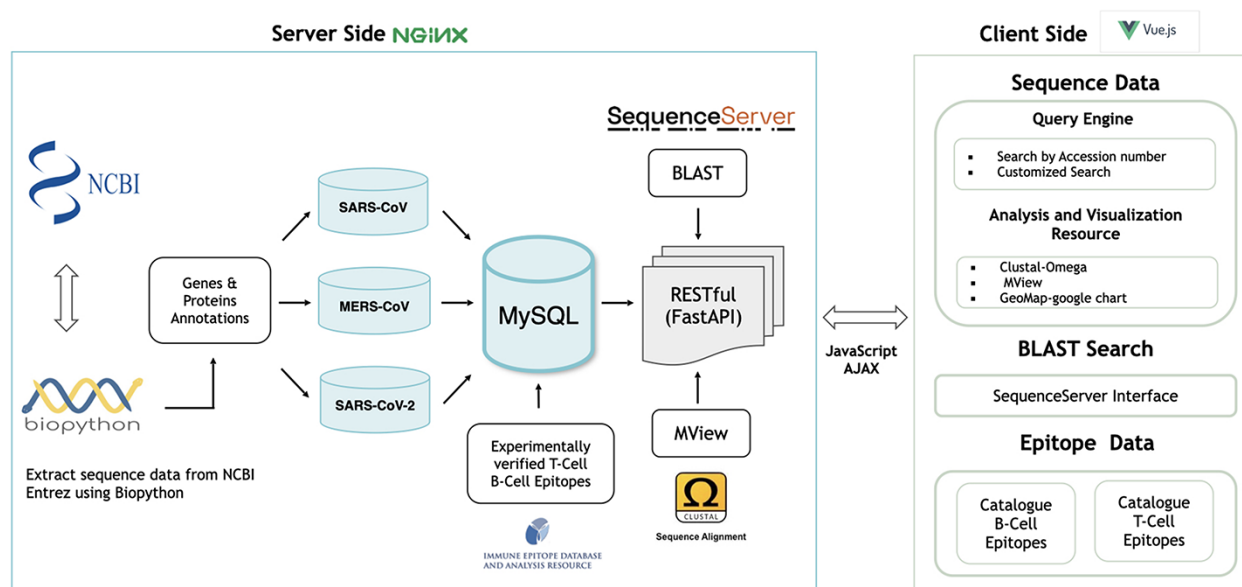 Server Side NGINX
NCBI
biopython
Extract sequence data from NCBI
Entrez using Biopython
Genes &
Proteins
Annotations
SARS-CoV
MERS-CoV
SARS-CoV-2
MySQL
Experimentally
verified T-Cell
B-Cell Epitopes
IMMUNE EPITOPE DATABASE
AND ANALYSIS RESOURCE
SequenceServer
BLAST
RESTful
(FastAPI)
MView
Ω
CLUSTAL
Sequence Alignment
JavaScript
AJAX
Client Side Vue.js
Sequence Data
Query Engine
▪ Search by Accession number
▪ Customized Search
Analysis and Visualization
Resource
▪ Clustal-Omega
▪ MView
▪ GeoMap-google chart
BLAST Search
SequenceServer Interface
Epitope Data
Catalogue
B-Cell
Epitopes
Catalogue
T-Cell
Epitopes